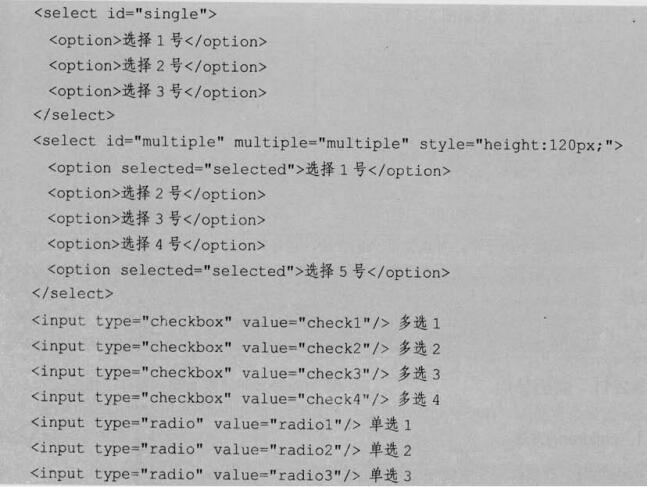 <select id="single">
<option>选择1号</option>
<option>选择2号</option>
<option>选择3号</option>
</select>
<select id="multiple" multiple="multiple" style="height:120px;">
<option selected="selected">选择1号</option>
<option>选择2号</option>
<option>选择3号</option>
<option>选择4号</option>
<option selected="selected">选择5号</option>
</select>
<input type="checkbox" value="check1"/> 多选1
<input type="checkbox" value="check2"/> 多选2
<input type="checkbox" value="check3"/> 多选3
<input type="checkbox" value="check4"/> 多选4
<input type="radio" value="radio1"/> 单选1
<input type="radio" value="radio2"/> 单选2
<input type="radio" value="radio3"/> 单选3